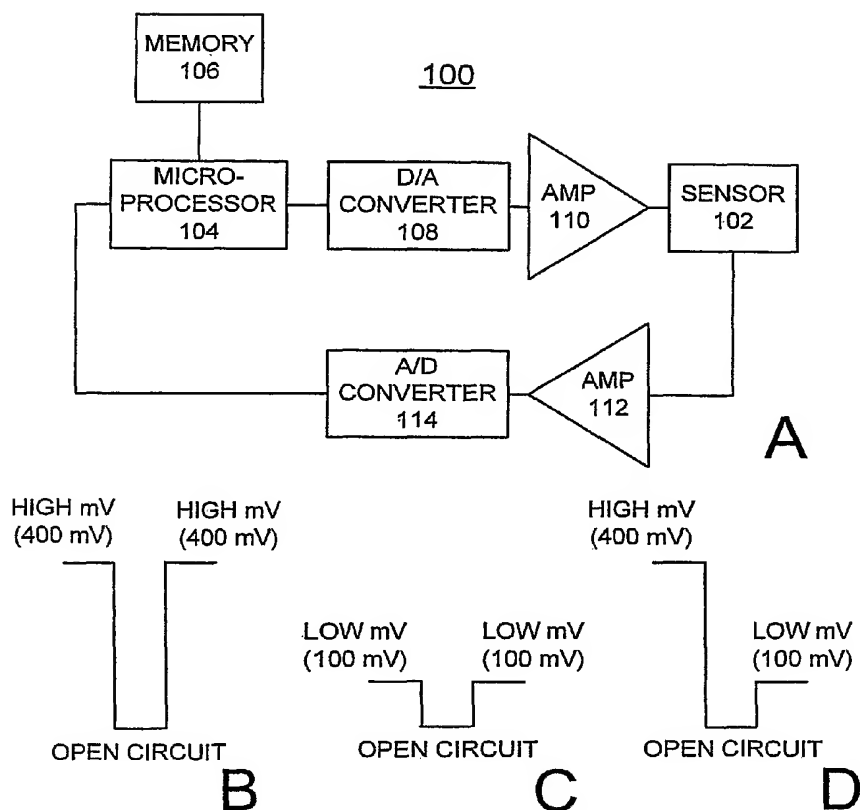 MEMORY
106
100
MICRO-
PROCESSOR
104
D/A
CONVERTER
108
AMP
110
SENSOR
102
A/D
CONVERTER
114
AMP
112
A
HIGH mV
(400 mV)
HIGH mV
(400 mV)
OPEN CIRCUIT
B
LOW mV
(100 mV)
LOW mV
(100 mV)
OPEN CIRCUIT
C
HIGH mV
(400 mV)
LOW mV
(100 mV)
OPEN CIRCUIT
D